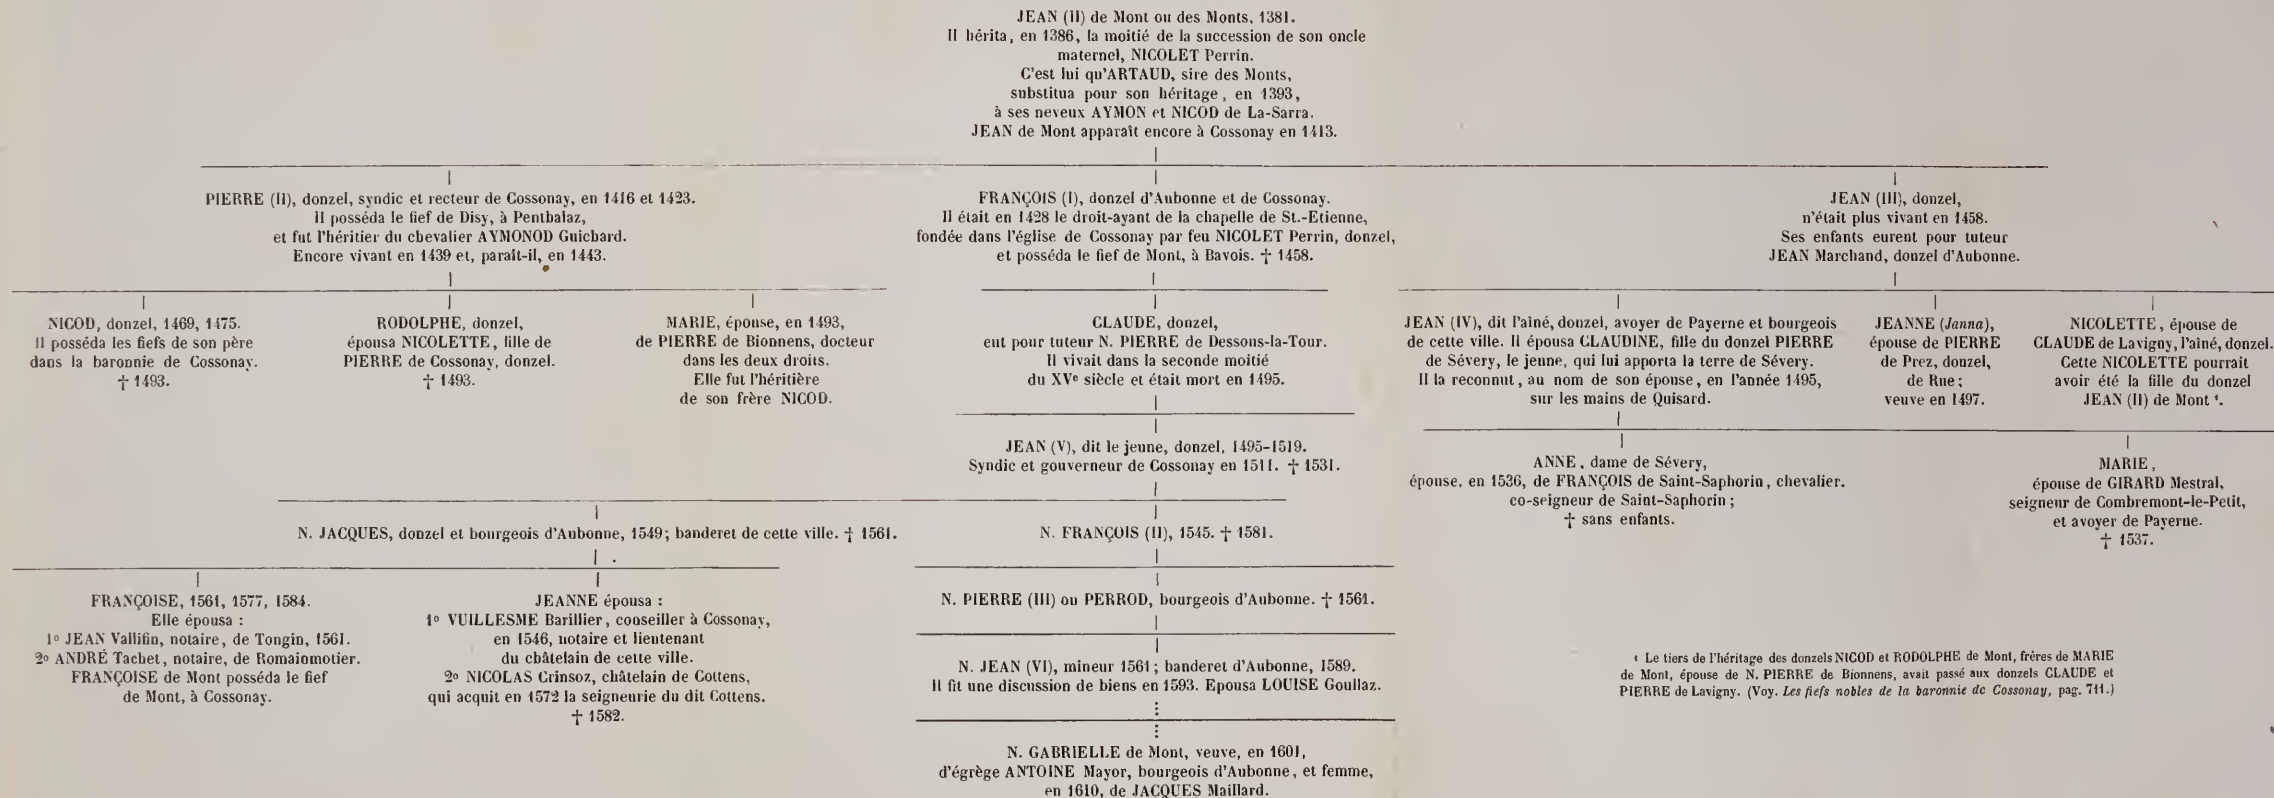 JEAN (II) de Mont ou des Monts, 1381.
Il hérita, en 1386, la moitié de la succession de son oncle
maternel, NICOLET Perrin.
C'est lui qu'ARTAUD, sire des Monts,
substitua pour son héritage, en 1393,
à ses neveux AYMON et NICOD de La-Sarra.
JEAN de Mont apparaît encore à Cossonay en 1413.
PIERRE (II), donzel, syndic et recteur de Cossonay, en 1416 et 1423.
Il posséda le fief de Disy, à Penthalaz,
et fut l'héritier du chevalier AYMONOD Guichard.
Encore vivant en 1439 et, paraît-il, en 1443.
FRANÇOIS (I), donzel d'Aubonne et de Cossonay.
Il était en 1428 le droit-ayant de la chapelle de St.-Etienne,
fondée dans l'église de Cossonay par feu NICOLET Perrin, donzel,
et posséda le fief de Mont, à Bavois. † 1458.
JEAN (III), donzel,
n'était plus vivant en 1458.
Ses enfants eurent pour tuteur
JEAN Marchand, donzel d'Aubonne.
NICOD, donzel, 1469, 1475.
Il posséda les fiefs de son père
dans la baronnie de Cossonay.
† 1493.
RODOLPHE, donzel,
épousa NICOLETTE, fille de
PIERRE de Cossonay, donzel.
† 1493.
MARIE, épouse, en 1493,
de PIERRE de Bionnens, docteur
dans les deux droits.
Elle fut l'héritière
de son frère NICOD.
CLAUDE, donzel,
eut pour tuteur N. PIERRE de Dessous-la-Tour.
Il vivait dans la seconde moitié
du XVe siècle et était mort en 1495.
JEAN (IV), dit l'aîné, donzel, avoyer de Payerne et bourgeois
de cette ville. Il épousa CLAUDINE, fille du donzel PIERRE
de Sévery, le jeune, qui lui apporta la terre de Sévery.
Il la reconnut, au nom de son épouse, en l'année 1495,
sur les mains de Quisard.
JEANNE (Janna),
épouse de PIERRE
de Prez, donzel,
de Rue;
veuve en 1497.
NICOLETTE, épouse de
CLAUDE de Lavigny, l'aîné, donzel.
Cette NICOLETTE pourrait
avoir été la fille du donzel
JEAN (II) de Mont ¹.
JEAN (V), dit le jeune, donzel, 1495-1519.
Syndic et gouverneur de Cossonay en 1511. † 1531.
ANNE, dame de Sévery,
épouse, en 1536, de FRANÇOIS de Saint-Saphorin, chevalier,
co-seigneur de Saint-Saphorin;
† sans enfants.
MARIE,
épouse de GIRARD Mestral,
seigneur de Combremont-le-Petit,
et avoyer de Payerne.
† 1537.
N. JACQUES, donzel et bourgeois d'Aubonne, 1549; banderet de cette ville. † 1561.
N. FRANÇOIS (II), 1545. † 1581.
FRANÇOISE, 1561, 1577, 1584.
Elle épousa :
1o JEAN Vallifin, notaire, de Tongin, 1561.
2o ANDRÉ Tachet, notaire, de Romaiomotier.
FRANÇOISE de Mont posséda le fief
de Mont, à Cossonay.
JEANNE épousa :
1o VUILLESME Barillier, conseiller à Cossonay,
en 1546, notaire et lieutenant
du châtelain de cette ville.
2o NICOLAS Crinsoz, châtelain de Cottens,
qui acquit en 1572 la seigneurie du dit Cottens.
† 1582.
N. PIERRE (III) ou PERROD, bourgeois d'Aubonne. † 1561.
N. JEAN (VI), mineur 1561; banderet d'Aubonne, 1589.
Il fit une discussion de biens en 1593. Epousa LOUISE Goullaz.
N. GABRIELLE de Mont, veuve, en 1601,
d'égrège ANTOINE Mayor, bourgeois d'Aubonne, et femme,
en 1610, de JACQUES Maillard.
¹ Le tiers de l'héritage des donzels NICOD et RODOLPHE de Mont, frères de MARIE
de Mont, épouse de N. PIERRE de Bionnens, avait passé aux donzels CLAUDE et
PIERRE de Lavigny. (Voy. Les fiefs nobles de la baronnie de Cossonay, pag. 711.)